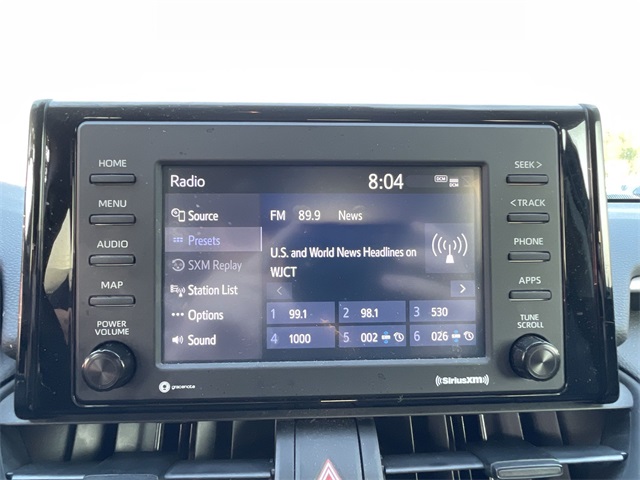 HOME
MENU
AUDIO
MAP
POWER
VOLUME
Radio
8:04
DCM
DCM
Source
Presets
SXM Replay
Station List
Options
Sound
FM 89.9 News
U.S. and World News Headlines on
WJCT
1 99.1
2 98.1
3 530
4 1000
5 002
6 026
SEEK >
< TRACK
PHONE
APPS
TUNE
SCROLL
gracenote
SiriusXM